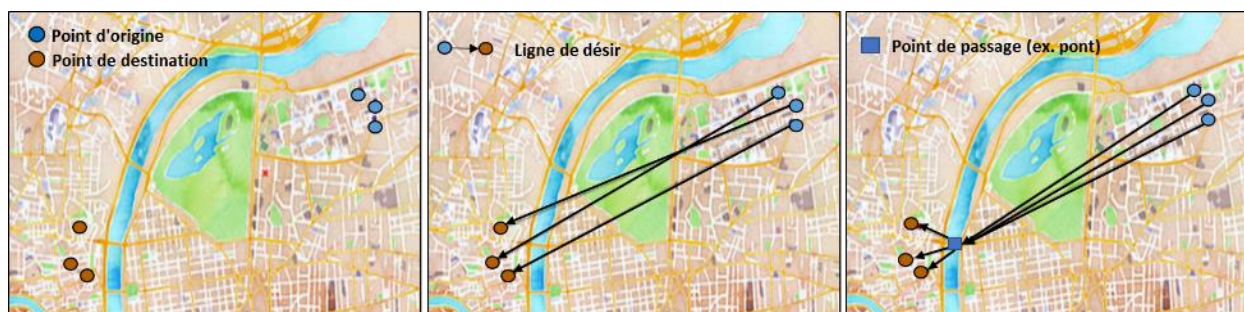 Point d'origine
Point de destination
Ligne de désir
Point de passage (ex. pont)